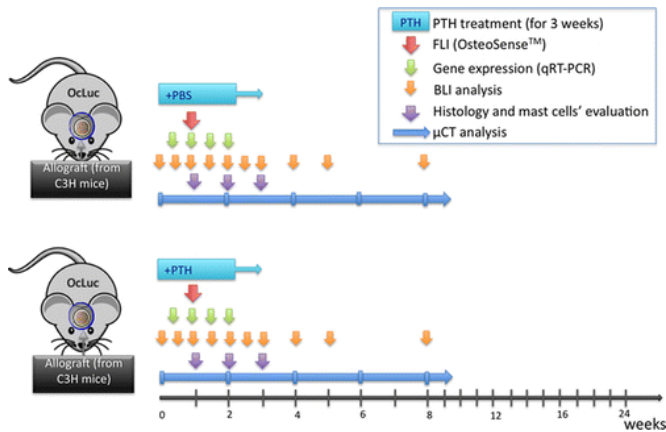 PTH PTH treatment (for 3 weeks)
FLI (OsteoSense™)
Gene expression (qRT-PCR)
BLI analysis
Histology and mast cells' evaluation
µCT analysis
OcLuc
+PBS
Allograft (from
C3H mice)
OcLuc
+PTH
Allograft (from
C3H mice)
0 2 4 6 8 12 16 20 24
weeks